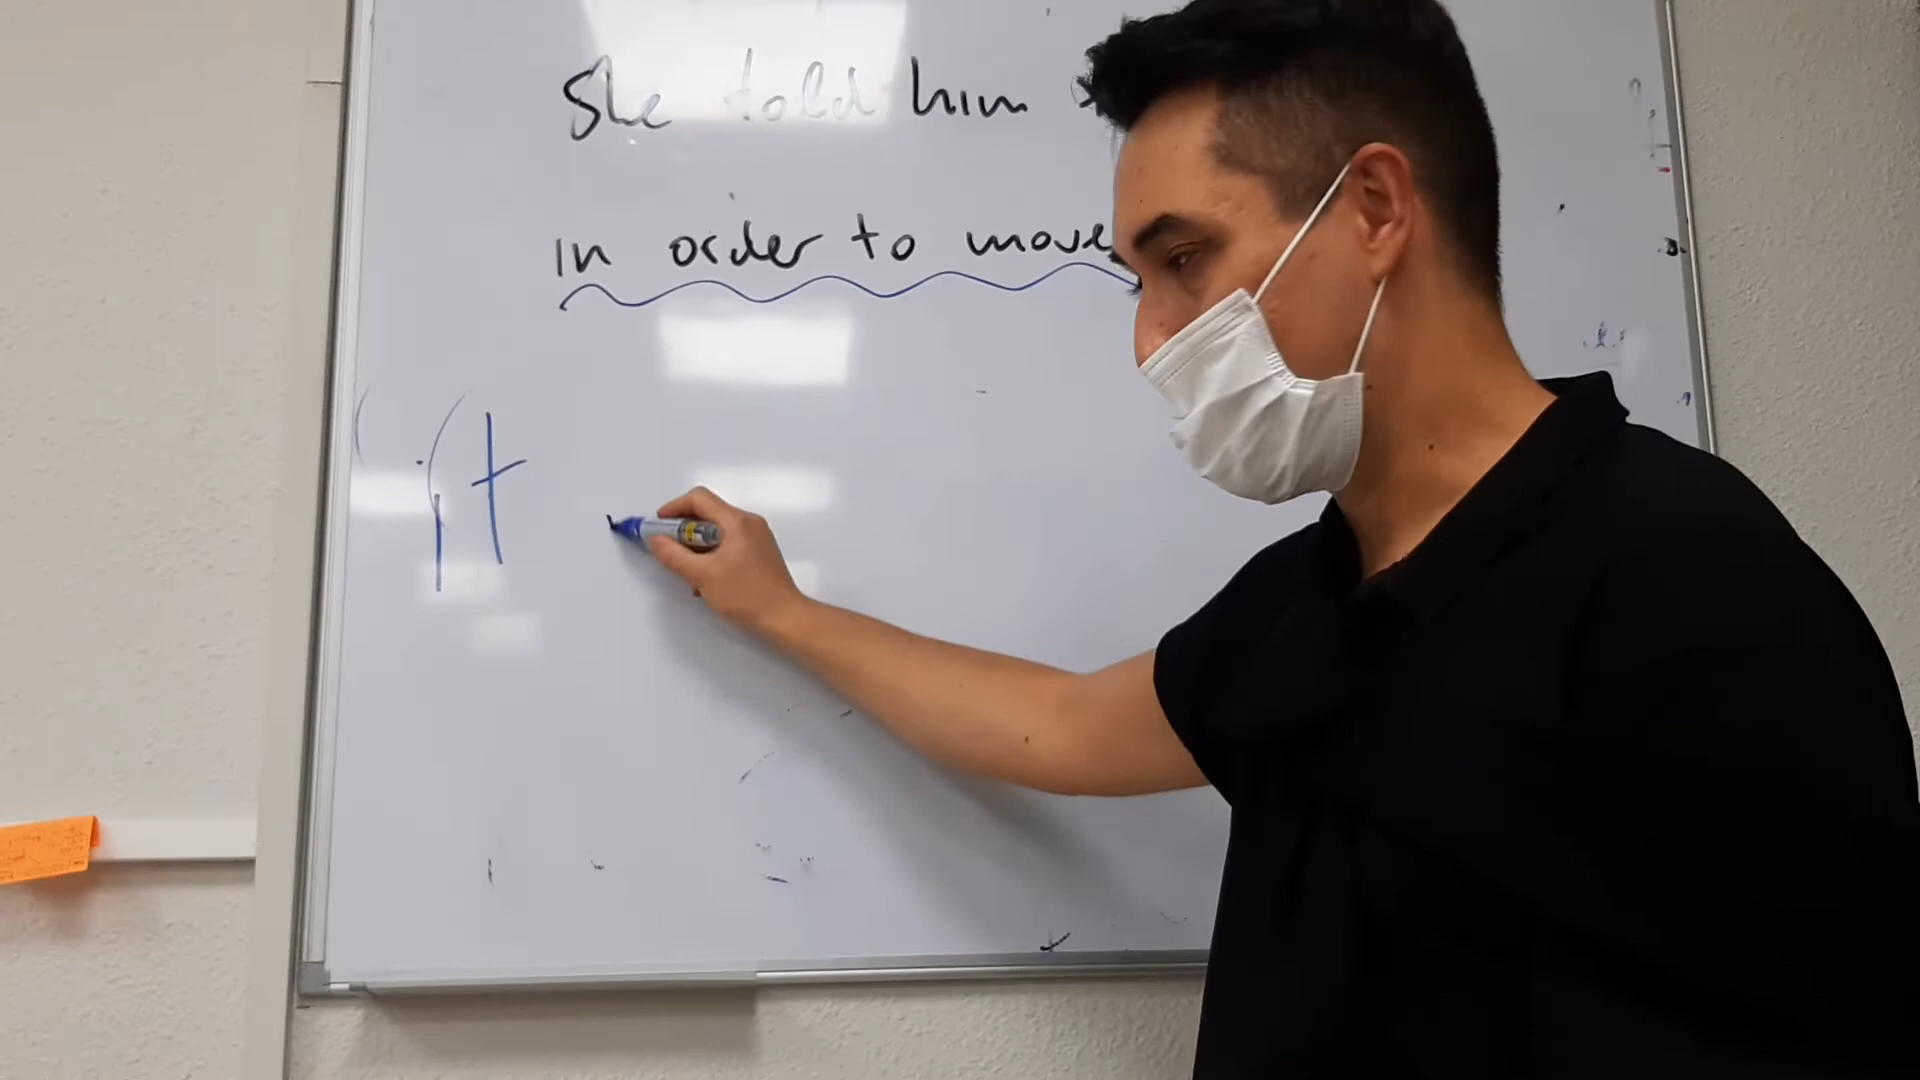 She told him
in order to move
it